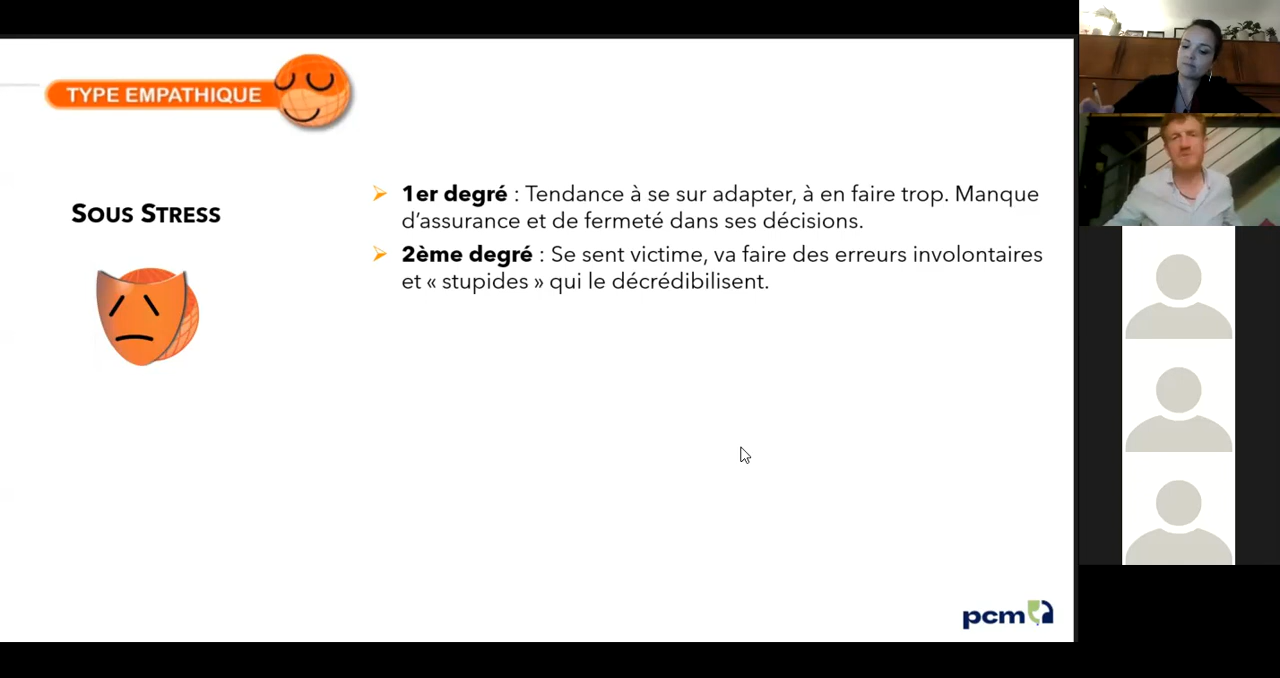 TYPE EMPATHIQUE
SOUS STRESS
➢ 1er degré : Tendance à se sur adapter, à en faire trop. Manque
d’assurance et de fermeté dans ses décisions.
➢ 2ème degré : Se sent victime, va faire des erreurs involontaires
et « stupides » qui le décrédibilisent.
pcm